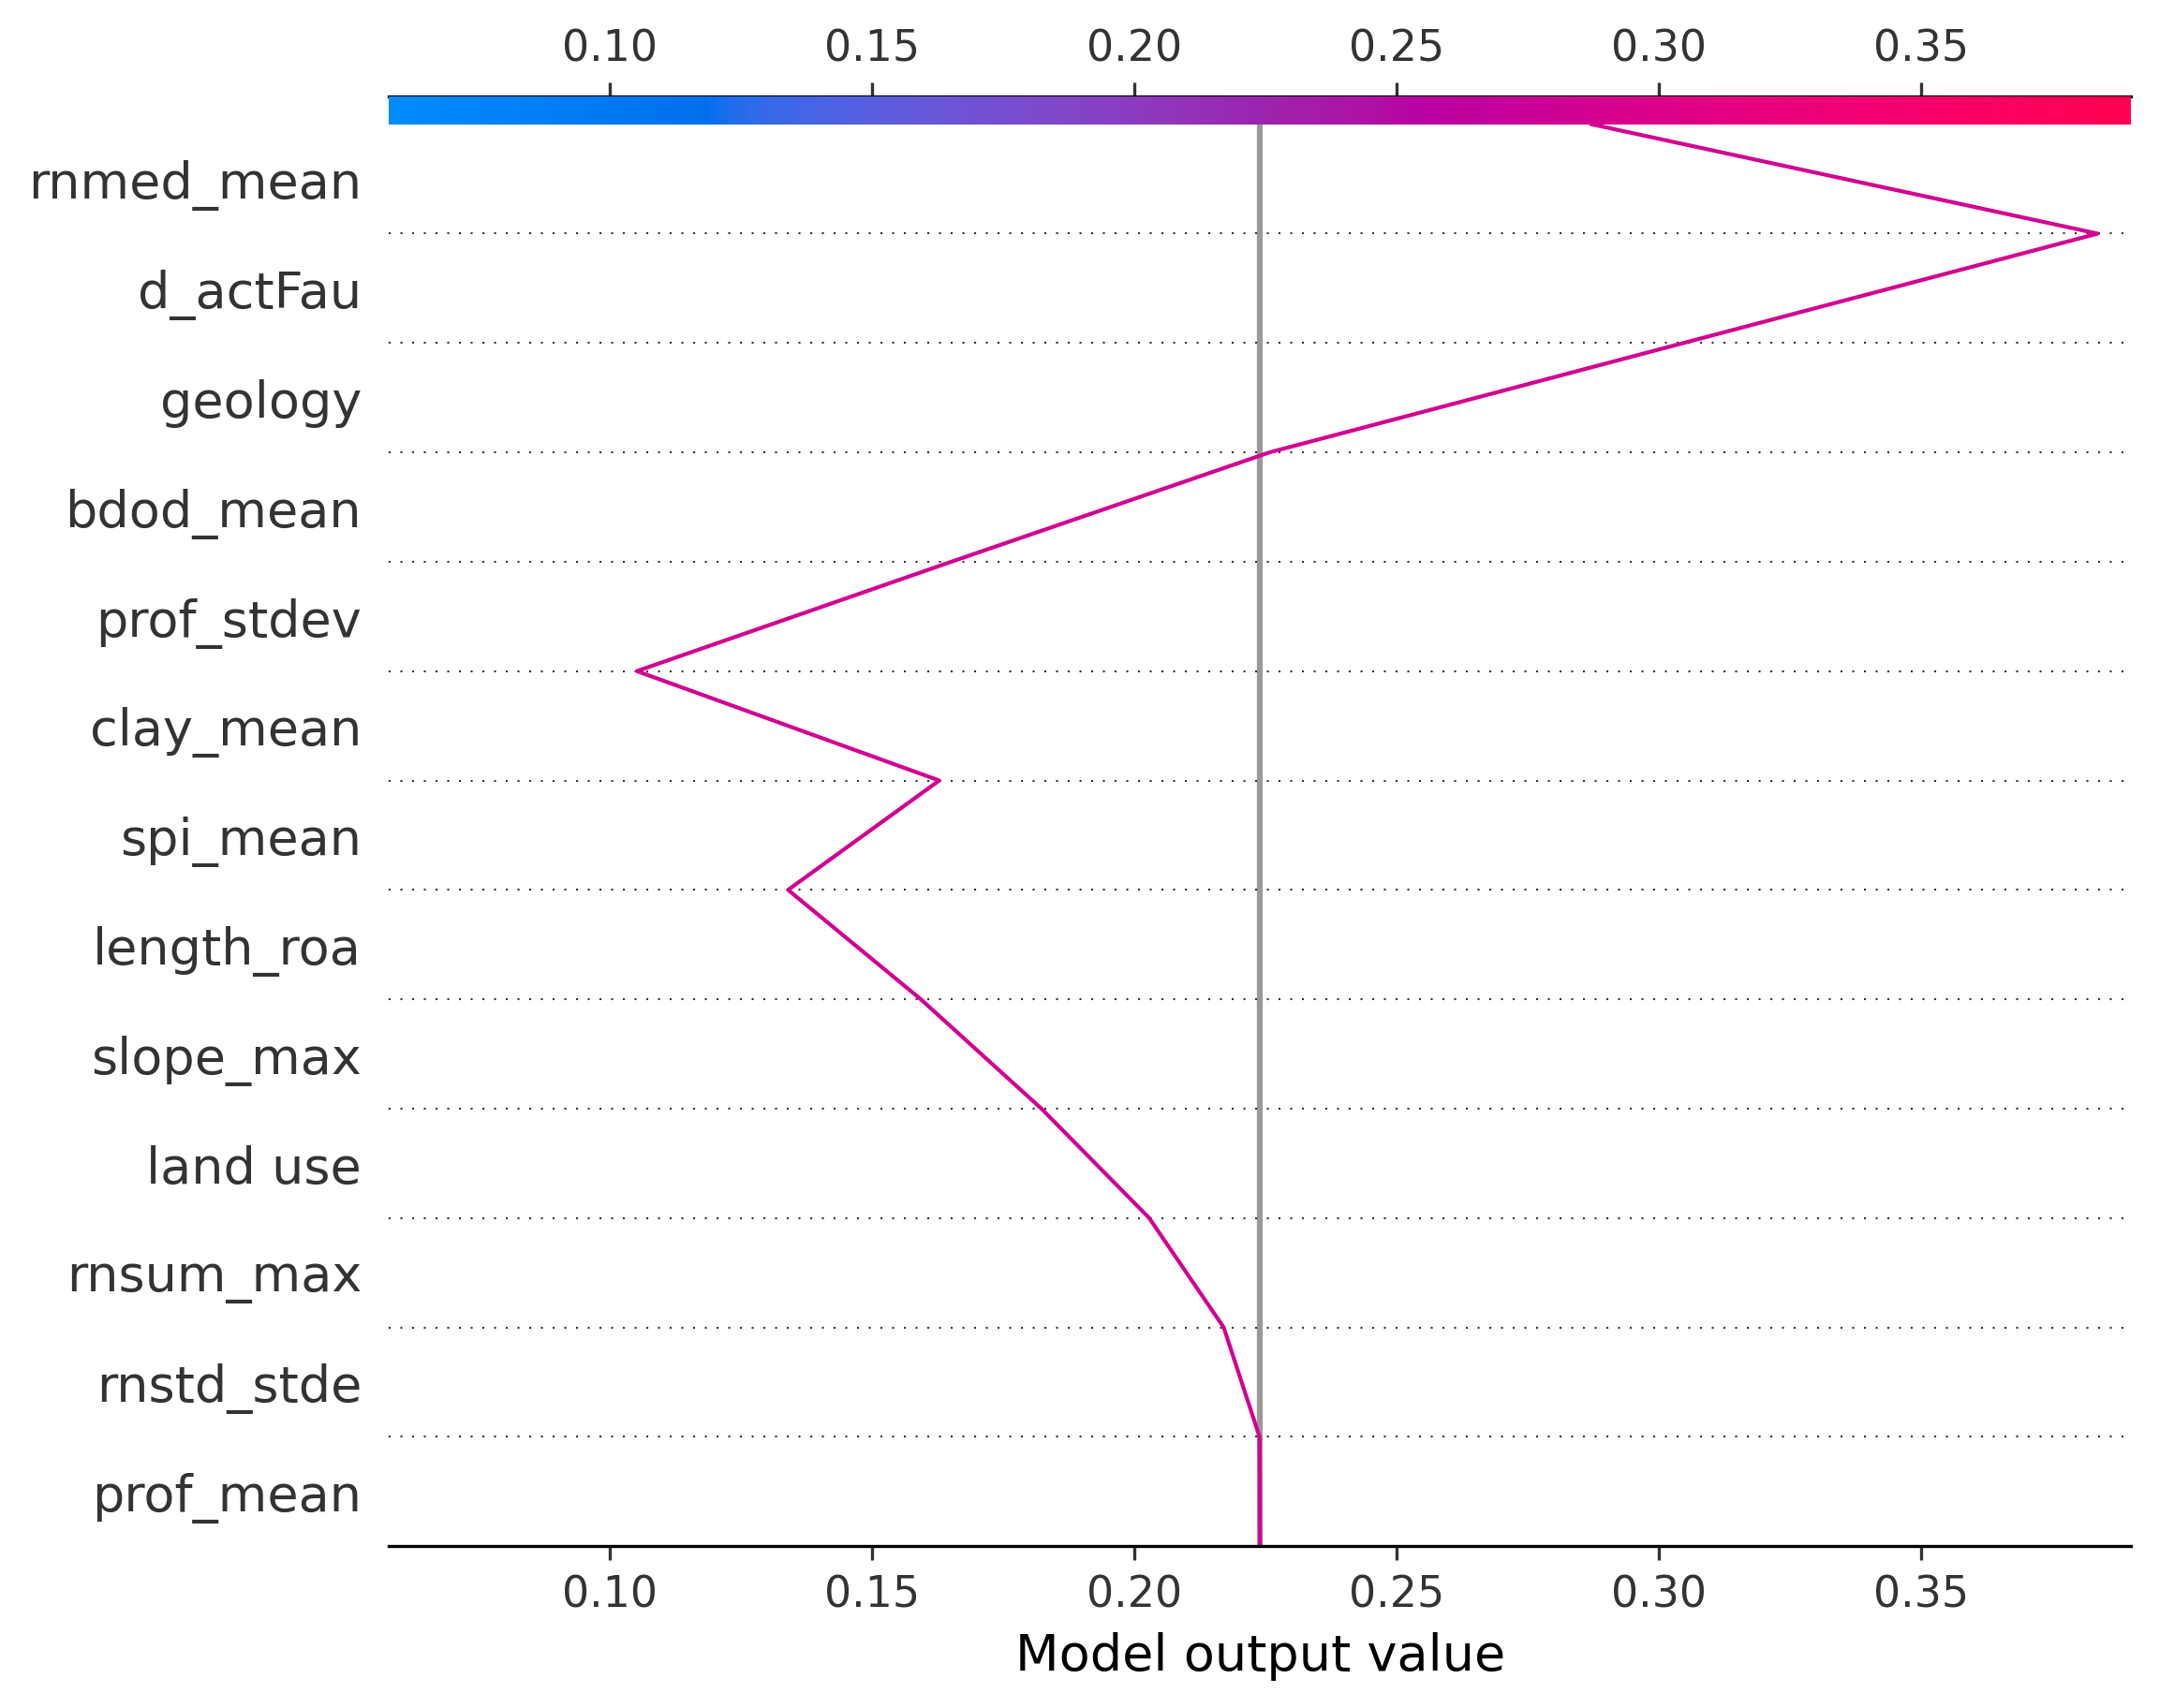 0.10 0.15 0.20 0.25 0.30 0.35
rnmed_mean
d_actFau
geology
bdod_mean
prof_stdev
clay_mean
spi_mean
length_roa
slope_max
land use
rnsum_max
rnstd_stde
prof_mean
0.10 0.15 0.20 0.25 0.30 0.35
Model output value